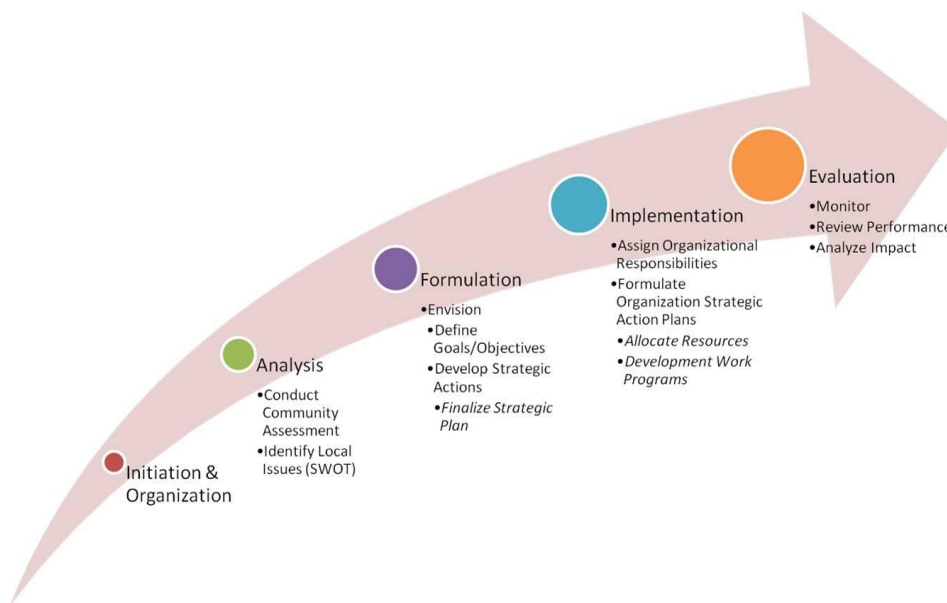 Initiation &
Organization
Analysis
•Conduct
Community
Assessment
•Identify Local
Issues (SWOT)
Formulation
•Envision
•Define
Goals/Objectives
•Develop Strategic
Actions
•Finalize Strategic
Plan
Implementation
•Assign Organizational
Responsibilities
•Formulate
Organization Strategic
Action Plans
•Allocate Resources
•Development Work
Programs
Evaluation
•Monitor
•Review Performance
•Analyze Impact